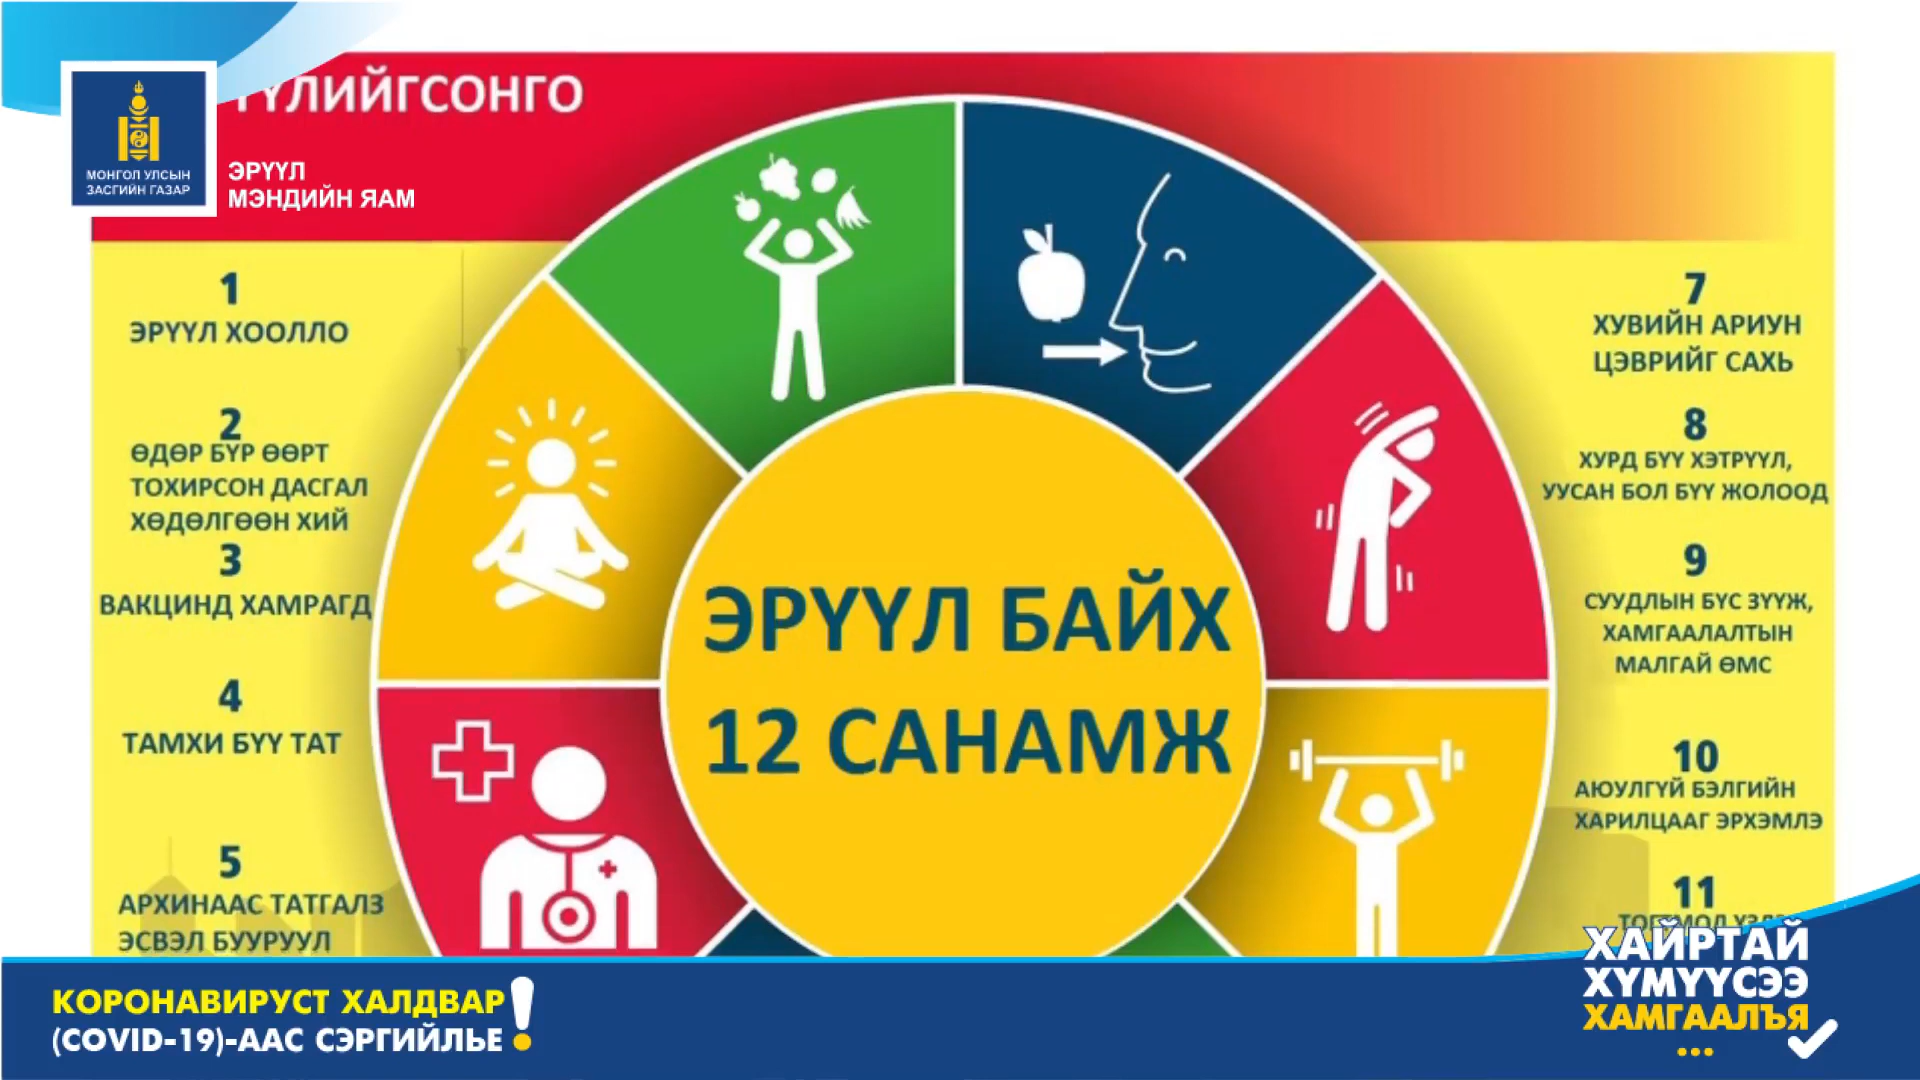 ҮҮЛИЙГСОНГО
МОНГОЛ УЛСЫН
ЗАСГИЙН ГАЗАР
ЭРҮҮЛ
МЭНДИЙН ЯАМ
1
ЭРҮҮЛ ХООЛЛО
2
ӨДӨР БҮР ӨӨРТ
ТОХИРСОН ДАСГАЛ
ХӨДӨЛГӨӨН ХИЙ
3
ВАКЦИНД ХАМРАГД
4
ТАМХИ БҮҮ ТАТ
5
АРХИНААС ТАТГАЛЗ
ЭСВЭЛ БУУРУУЛ
ЭРҮҮЛ БАЙХ
12 САНАМЖ
7
ХУВИЙН АРИУН
ЦЭВРИЙГ САХЬ
8
ХУРД БҮҮ ХЭТРҮҮЛ,
УУСАН БОЛ БҮҮ ЖОЛООД
9
СУУДЛЫН БҮС ЗҮҮЖ,
ХАМГААЛАЛТЫН
МАЛГАЙ ӨМС
10
АЮУЛГҮЙ БЭЛГИЙН
ХАРИЛЦААГ ЭРХЭМЛЭ
11
КОРОНАВИРУСТ ХАЛДВАР
(COVID-19)-ААС СЭРГИЙЛЬЕ!
ХАЙРТАЙ
ХҮМҮҮСЭЭ
ХАМГААЛЪЯ
...